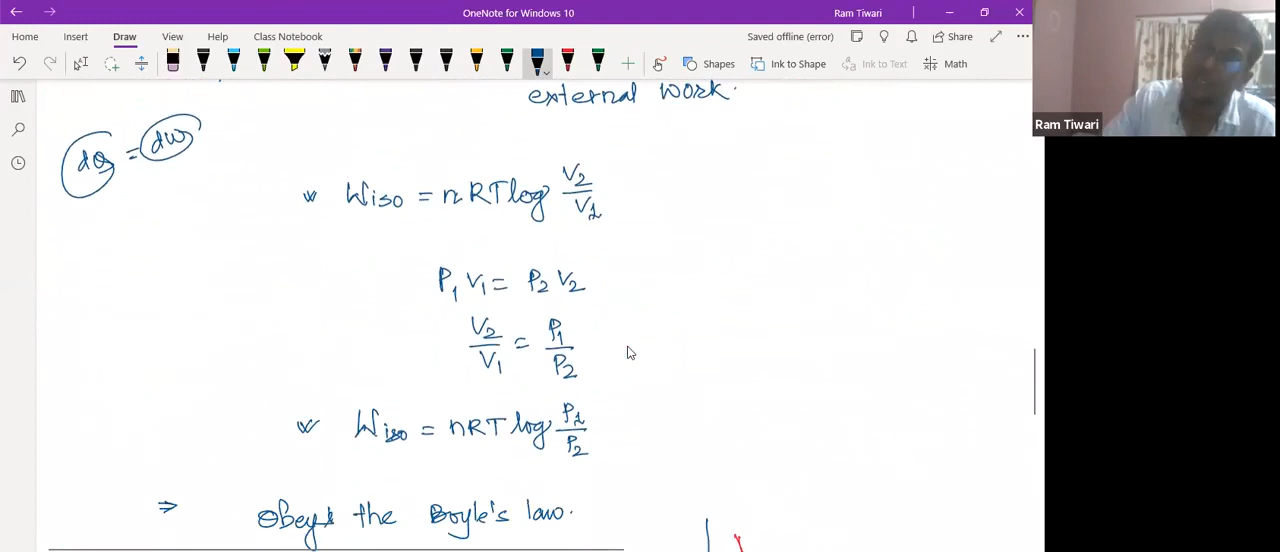 OneNote for Windows 10
Ram Tiwari
Home Insert Draw View Help Class Notebook
Saved offline (error)
Share
Shapes
Ink to Shape
Ink to Text
Math
Ram Tiwari
external work.
dQ = dW
Wiso = nRT log V2/V1
P1 V1 = P2 V2
V2/V1 = P1/P2
Wiso = nRT log P1/P2
⇒ Obeys the Boyle's law.